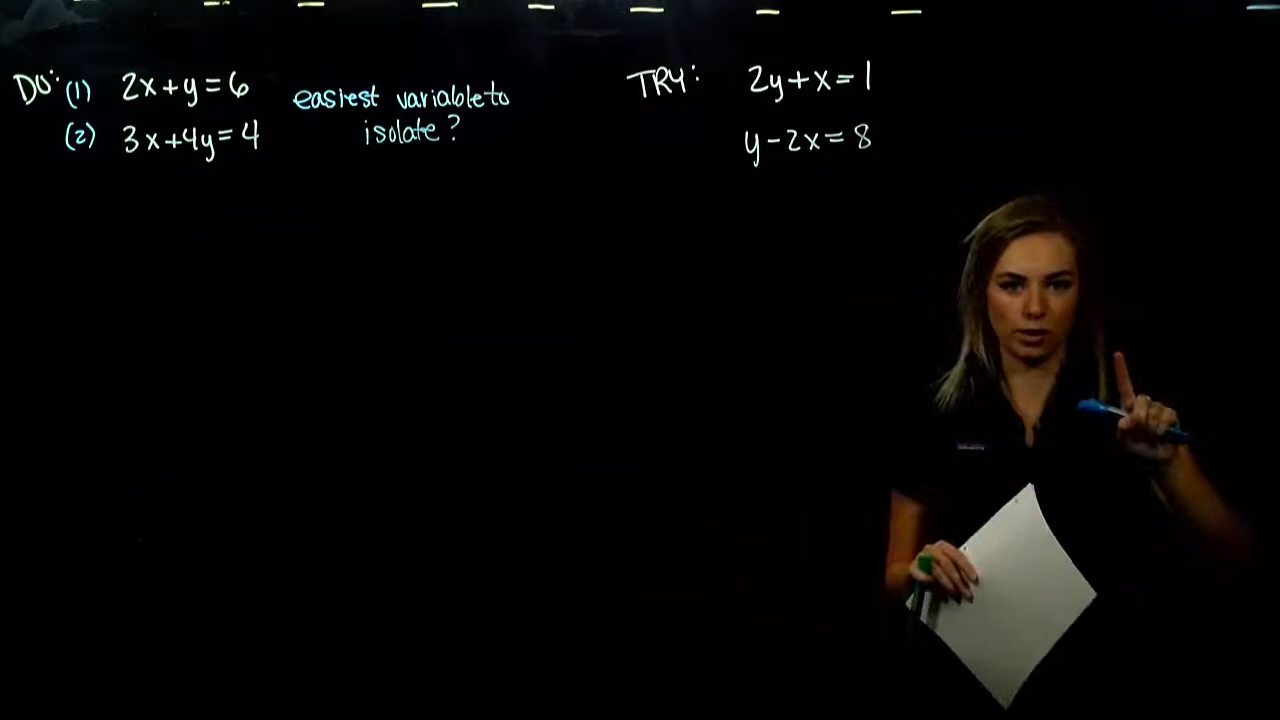 DO: (1) 2x+y=6
(2) 3x+4y=4
easiest variable to
isolate?
TRY: 2y+x=1
y-2x=8